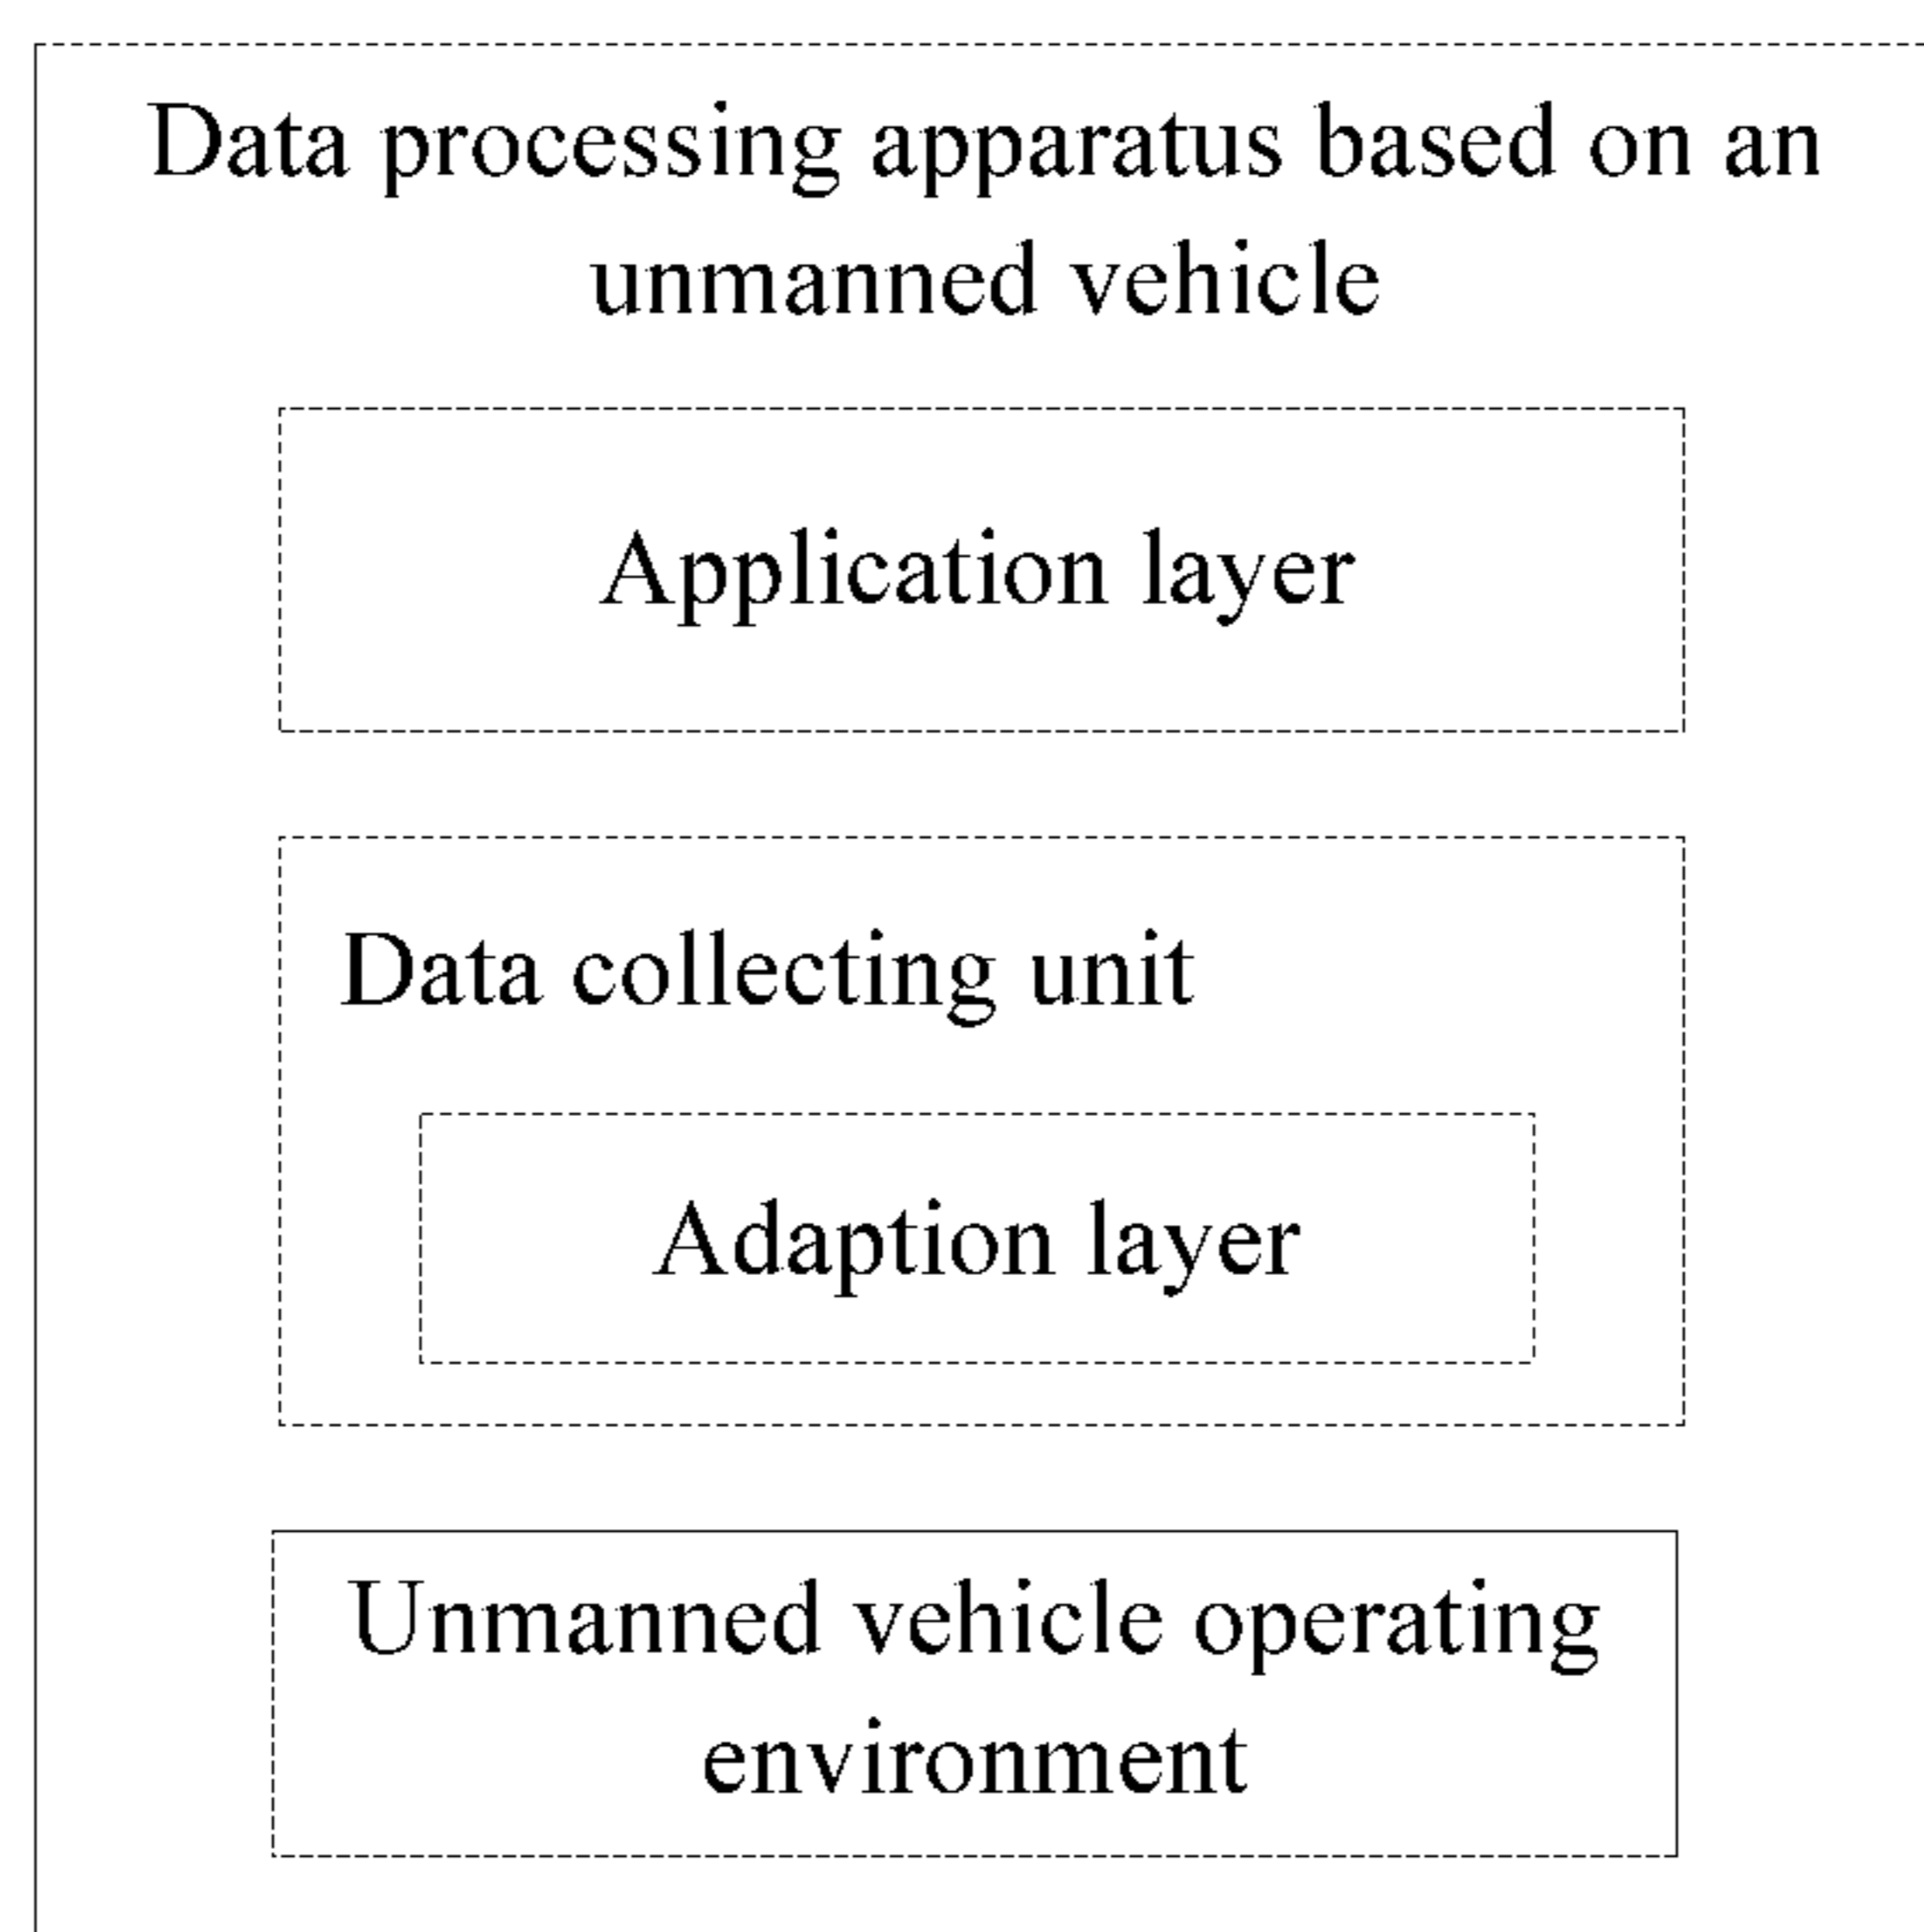 Data processing apparatus based on an
unmanned vehicle
Application layer
Data collecting unit
Adaption layer
Unmanned vehicle operating
environment